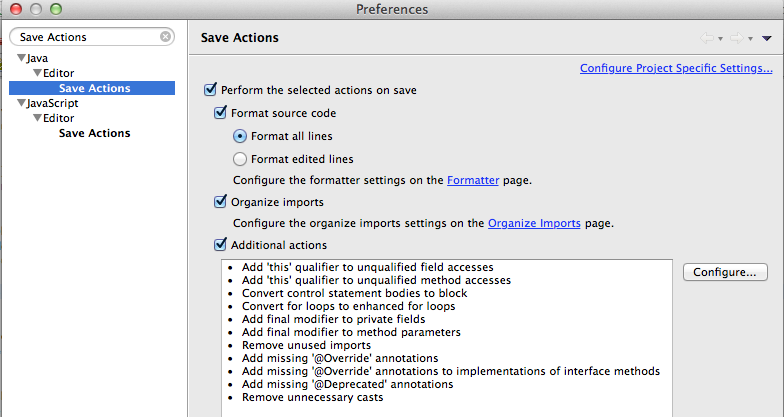 Preferences
Save Actions
Java
Editor
Save Actions
JavaScript
Editor
Save Actions
Save Actions
Configure Project Specific Settings...
Perform the selected actions on save
Format source code
Format all lines
Format edited lines
Configure the formatter settings on the Formatter page.
Organize imports
Configure the organize imports settings on the Organize Imports page.
Additional actions
• Add 'this' qualifier to unqualified field accesses
• Add 'this' qualifier to unqualified method accesses
• Convert control statement bodies to block
• Convert for loops to enhanced for loops
• Add final modifier to private fields
• Add final modifier to method parameters
• Remove unused imports
• Add missing '@Override' annotations
• Add missing '@Override' annotations to implementations of interface methods
• Add missing '@Deprecated' annotations
• Remove unnecessary casts
Configure...